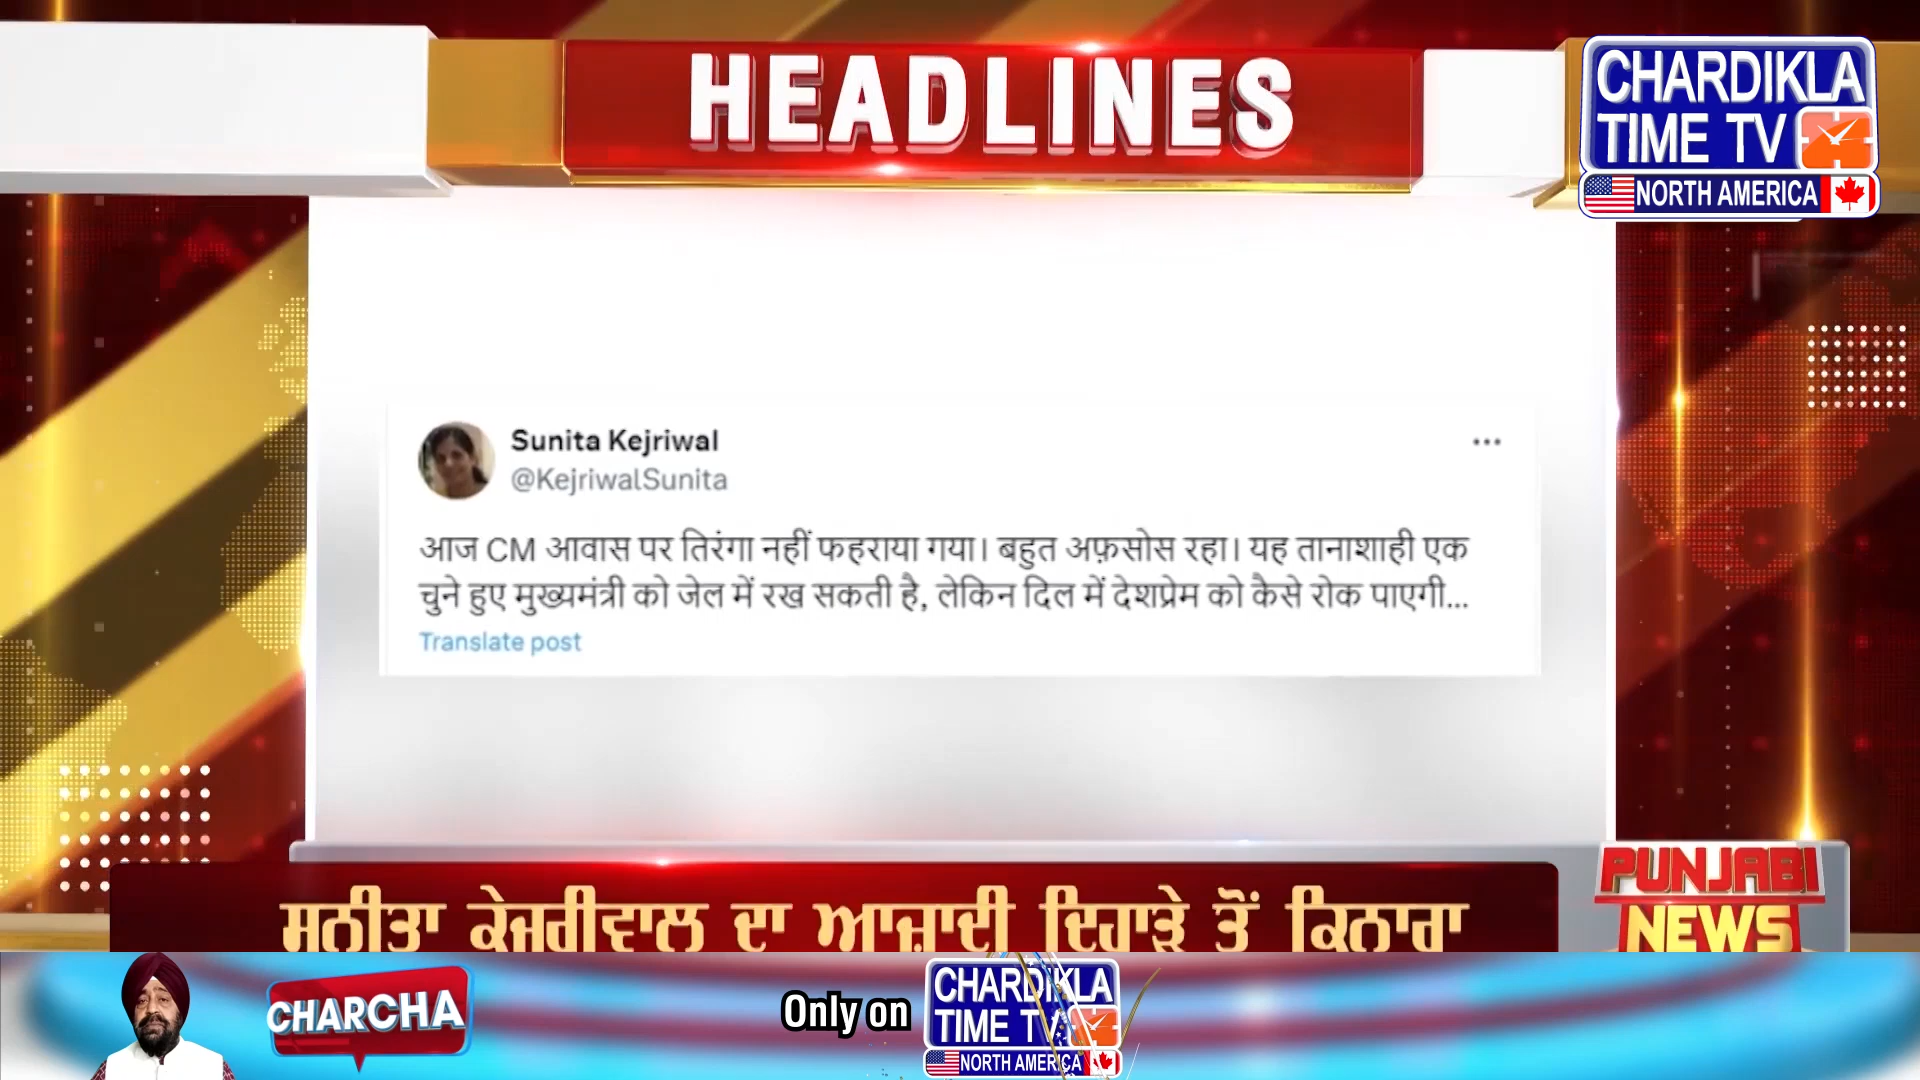 HEADLINES
CHARDIKLA
TIME TV
NORTH AMERICA
Sunita Kejriwal
@KejriwalSunita
आज CM आवास पर तिरंगा नहीं फहराया गया। बहुत अफ़सोस रहा। यह तानाशाही एक
चुने हुए मुख्यमंत्री को जेल में रख सकती है, लेकिन दिल में देशप्रेम को कैसे रोक पाएगी...
Translate post
ਕੇਜਰੀਵਾਲ ਦਾ ਆਜ਼ਾਦੀ ਦਿਹਾੜੇ ਤੋਂ ਕਿਨਾਰਾ
PUNJABI
NEWS
CHARCHA
Only on
CHARDIKLA
TIME TV
NORTH AMERICA